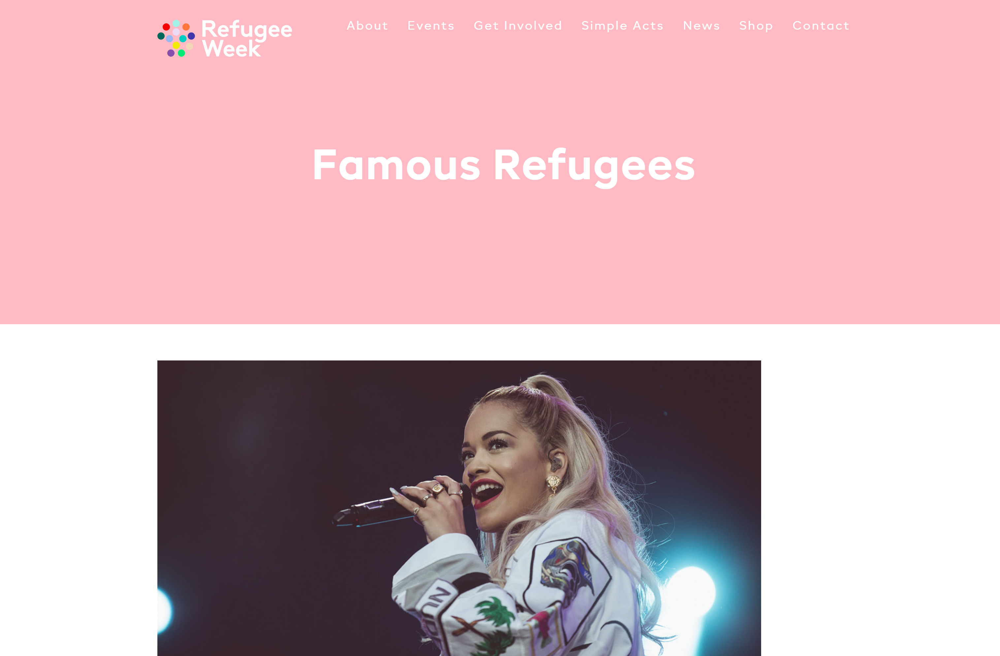 Refugee
Week
About Events Get Involved Simple Acts News Shop Contact
Famous Refugees